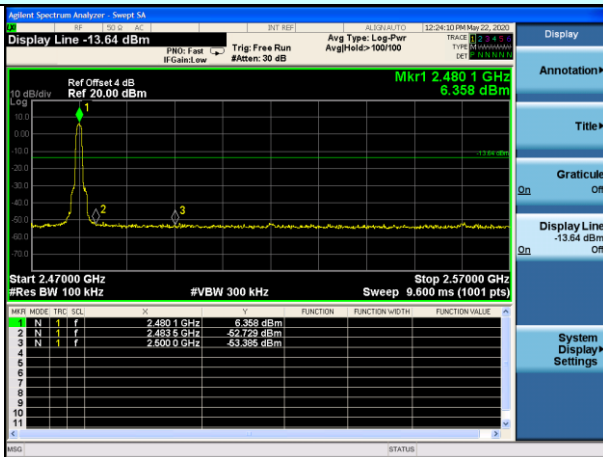 Agilent Spectrum Analyzer - Swept SA
RF 50 Ω AC INT REF ALIGN AUTO 12:24:10 PM May 22, 2020
Display Line -13.64 dBm
PNO: Fast
IFGain:Low
Trig: Free Run
#Atten: 30 dB
Avg Type: Log-Pwr
Avg|Hold:>100/100
TRACE 1 2 3 4 5 6
TYPE M
DET P N N N N N
Mkr1 2.480 1 GHz
6.358 dBm
Ref Offset 4 dB
10 dB/div Ref 20.00 dBm
Log
1
10.0
0.00
-10.0
-13.64 dBm
-20.0
-30.0
-40.0
2
3
-50.0
-60.0
-70.0
Start 2.47000 GHz Stop 2.57000 GHz
#Res BW 100 kHz #VBW 300 kHz Sweep 9.600 ms (1001 pts)
MKR MODE TRC SCL X Y FUNCTION FUNCTION WIDTH FUNCTION VALUE
1 N 1 f 2.480 1 GHz 6.358 dBm
2 N 1 f 2.483 5 GHz -52.729 dBm
3 N 1 f 2.500 0 GHz -53.385 dBm
4
5
6
7
8
9
10
11
MSG STATUS
Display
Annotation
Title
Graticule
On Off
Display Line
-13.64 dBm
On Off
System
Display
Settings